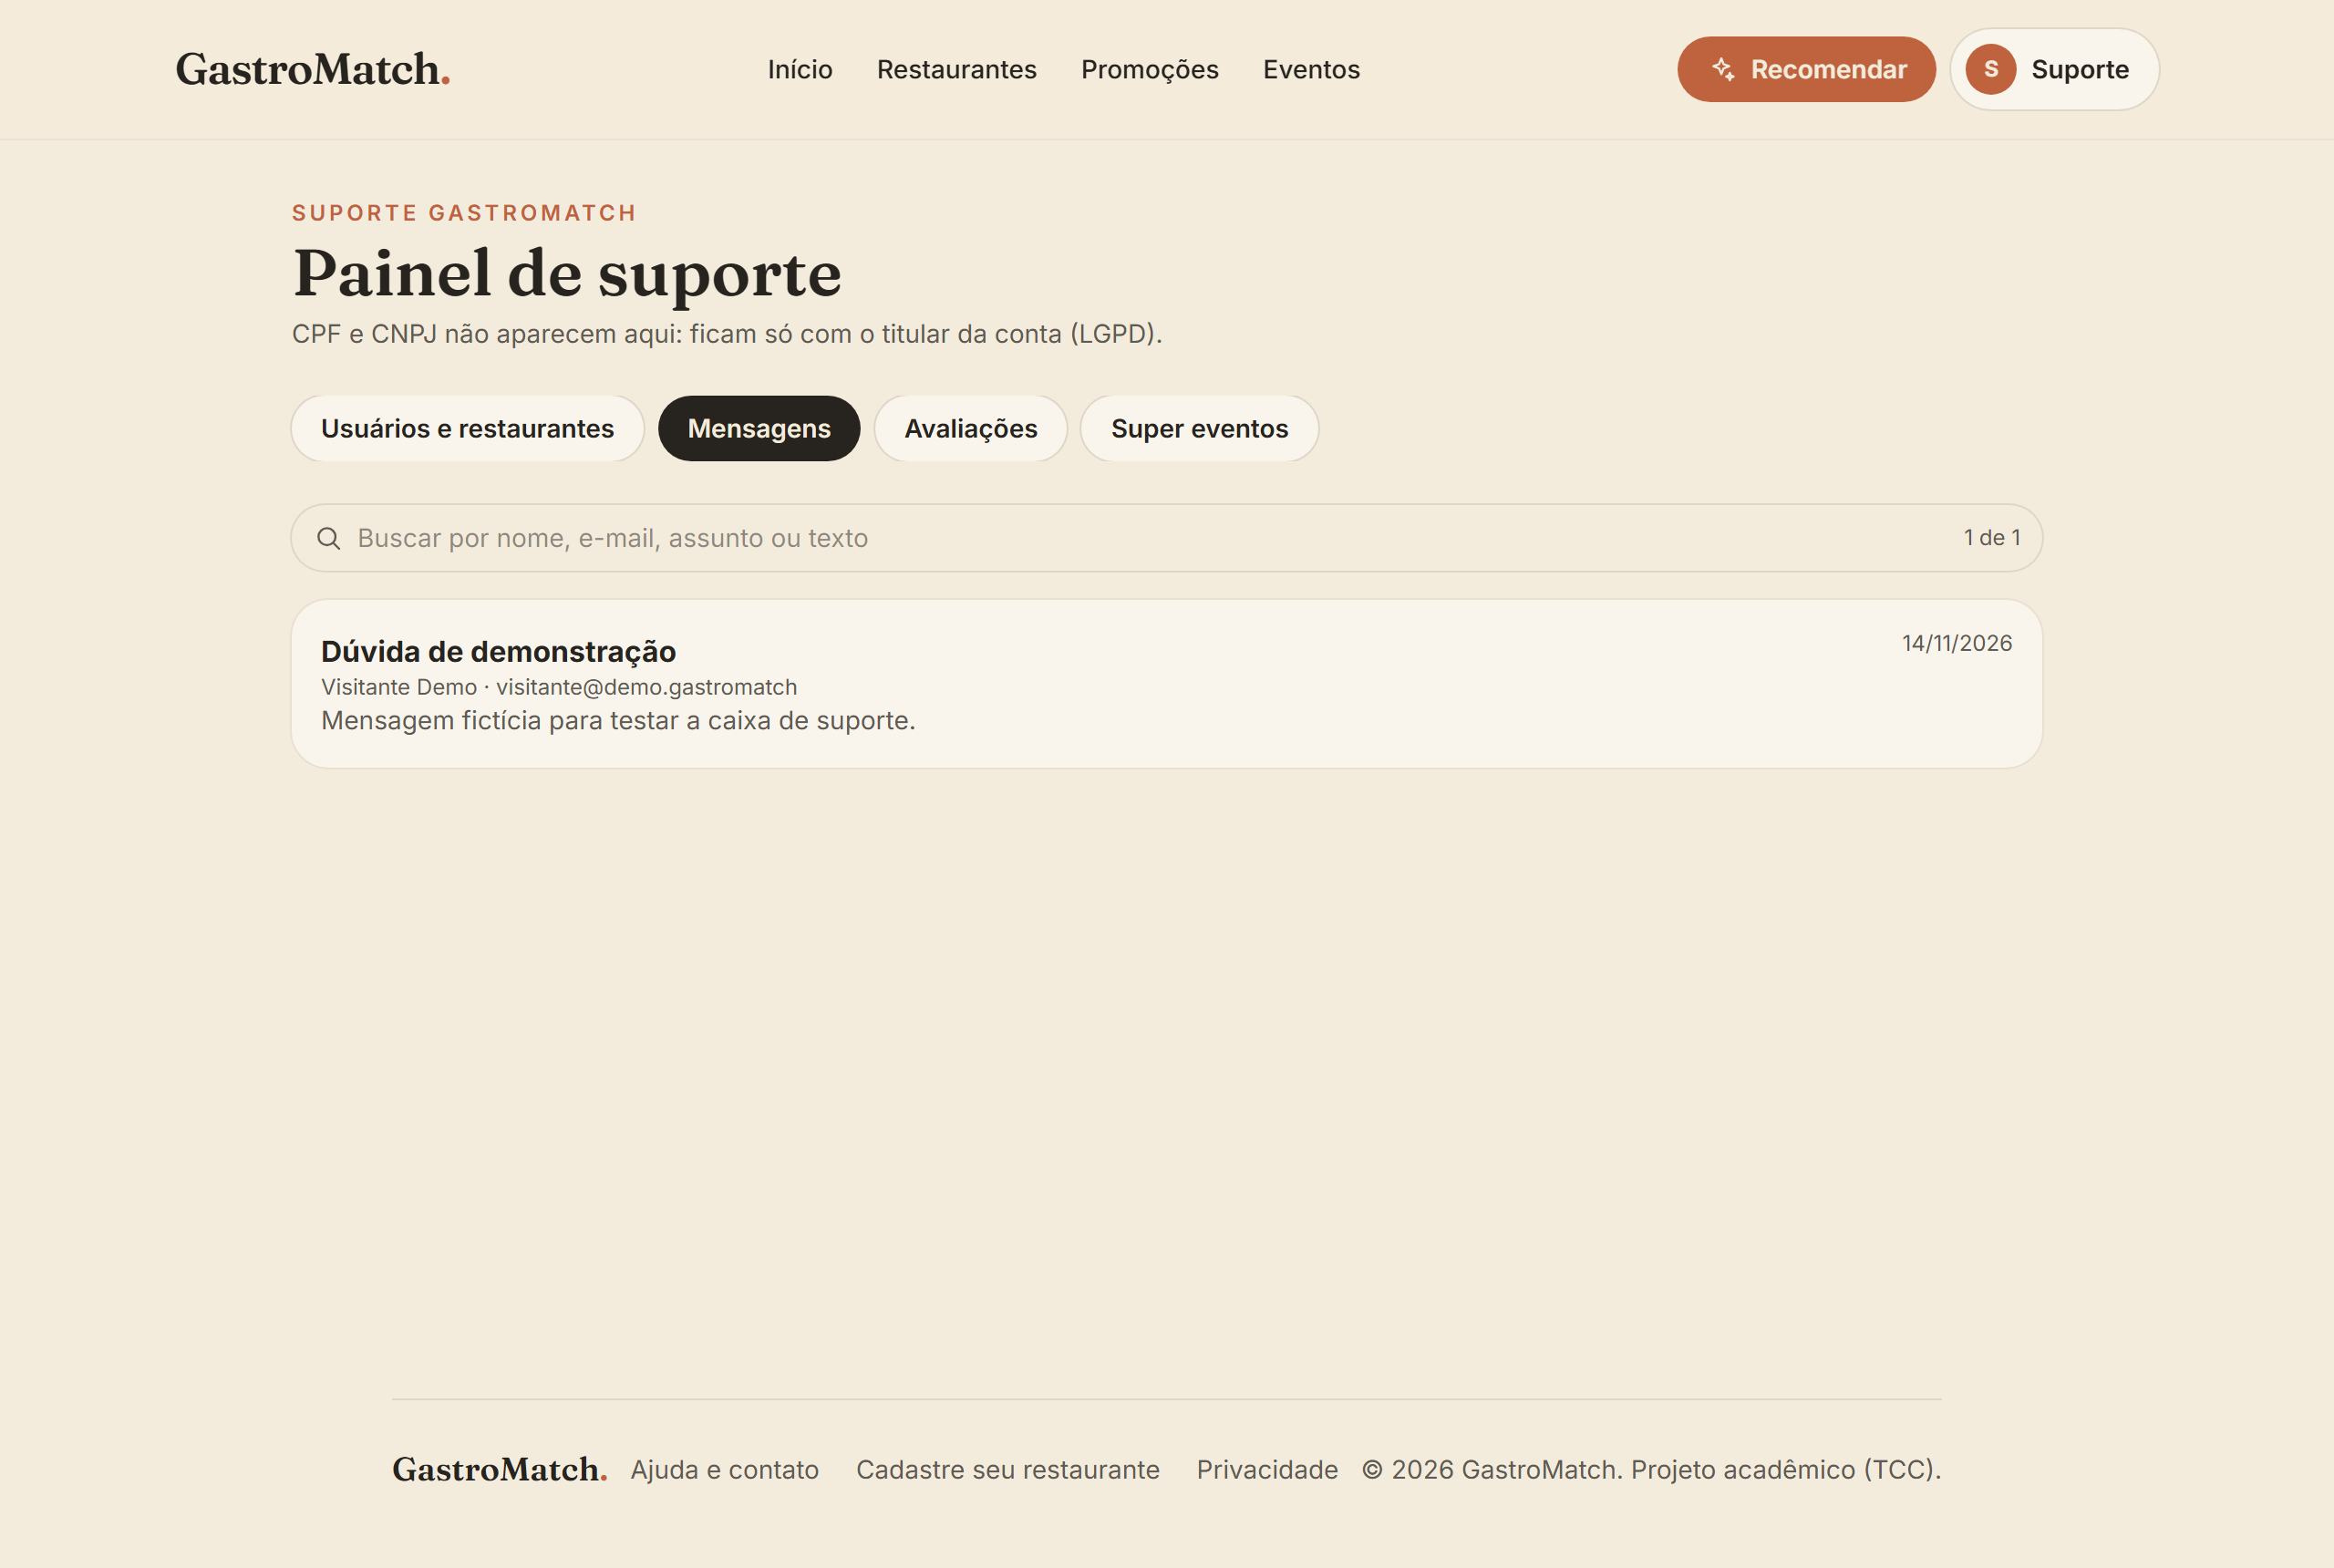 GastroMatch.
Início Restaurantes Promoções Eventos
Recomendar
S Suporte
SUPORTE GASTROMATCH
Painel de suporte
CPF e CNPJ não aparecem aqui: ficam só com o titular da conta (LGPD).
Usuários e restaurantes Mensagens Avaliações Super eventos
Buscar por nome, e-mail, assunto ou texto 1 de 1
Dúvida de demonstração 14/11/2026
Visitante Demo · visitante@demo.gastromatch
Mensagem fictícia para testar a caixa de suporte.
GastroMatch. Ajuda e contato Cadastre seu restaurante Privacidade © 2026 GastroMatch. Projeto acadêmico (TCC).